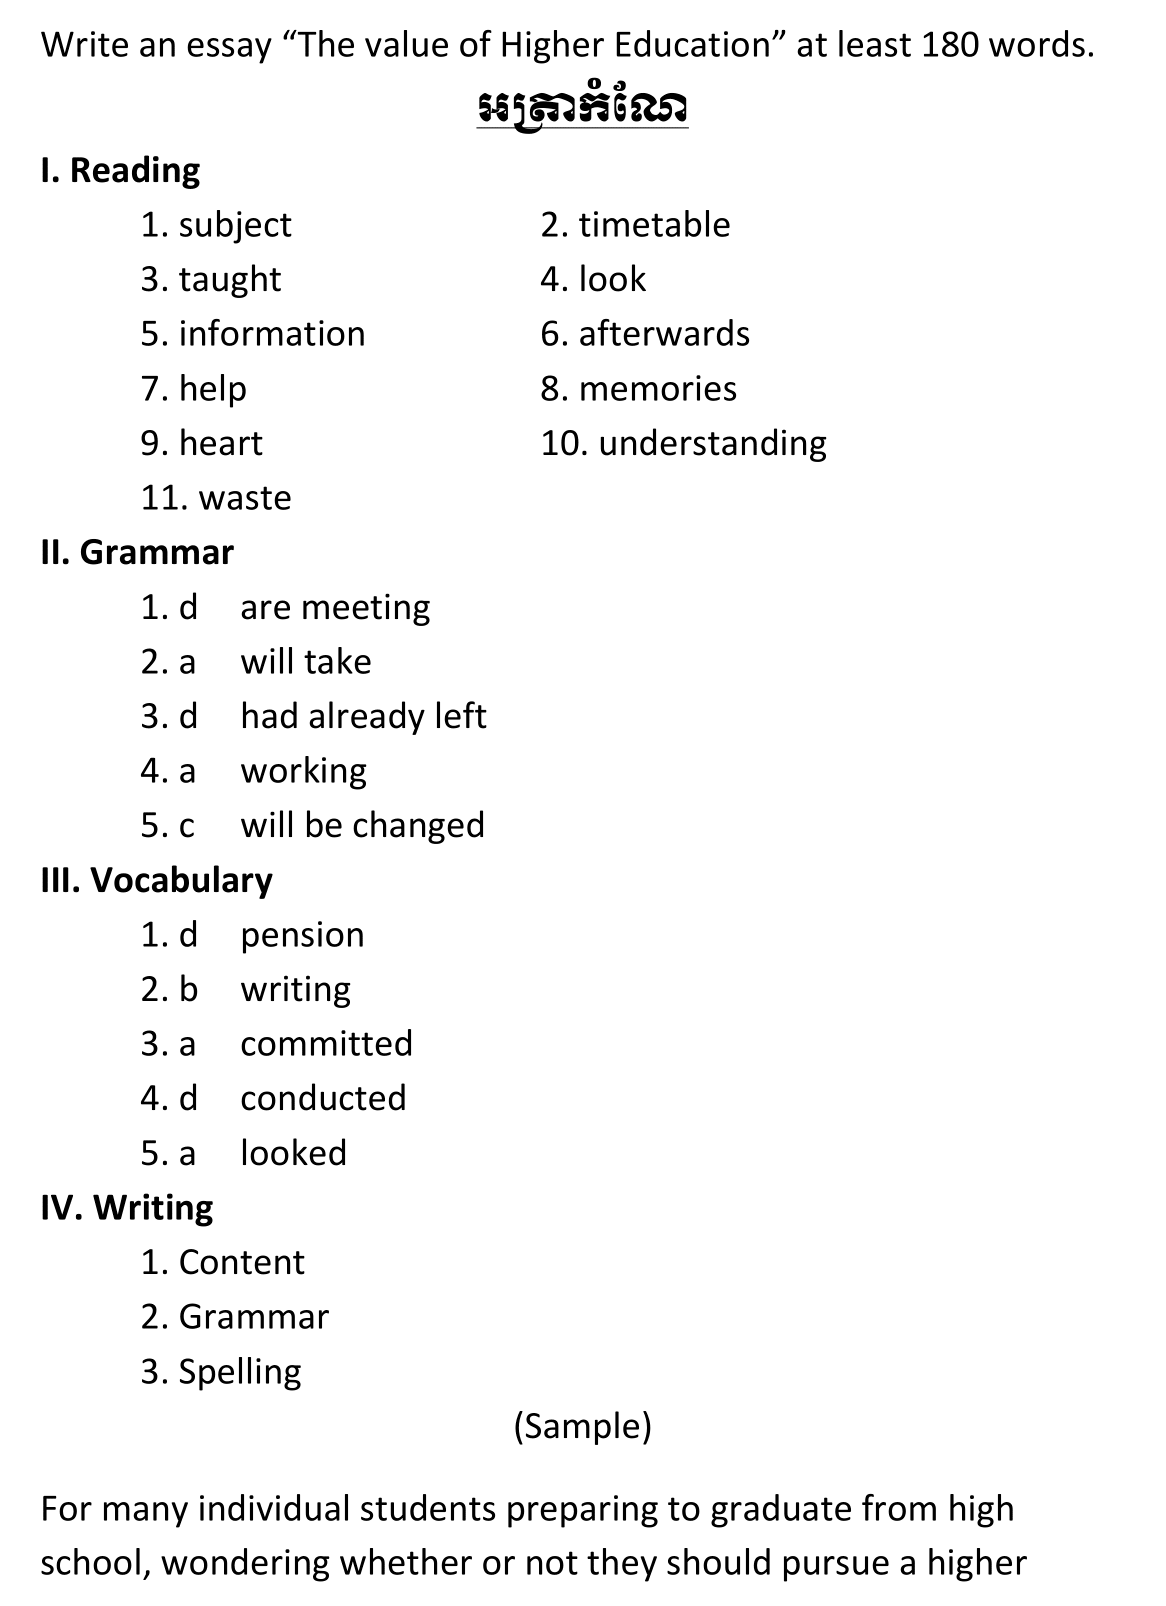 Write an essay “The value of Higher Education” at least 180 words.
អត្រាកំណែ
I. Reading
1. subject 2. timetable
3. taught 4. look
5. information 6. afterwards
7. help 8. memories
9. heart 10. understanding
11. waste
II. Grammar
1. d are meeting
2. a will take
3. d had already left
4. a working
5. c will be changed
III. Vocabulary
1. d pension
2. b writing
3. a committed
4. d conducted
5. a looked
IV. Writing
1. Content
2. Grammar
3. Spelling
(Sample)
For many individual students preparing to graduate from high
school, wondering whether or not they should pursue a higher